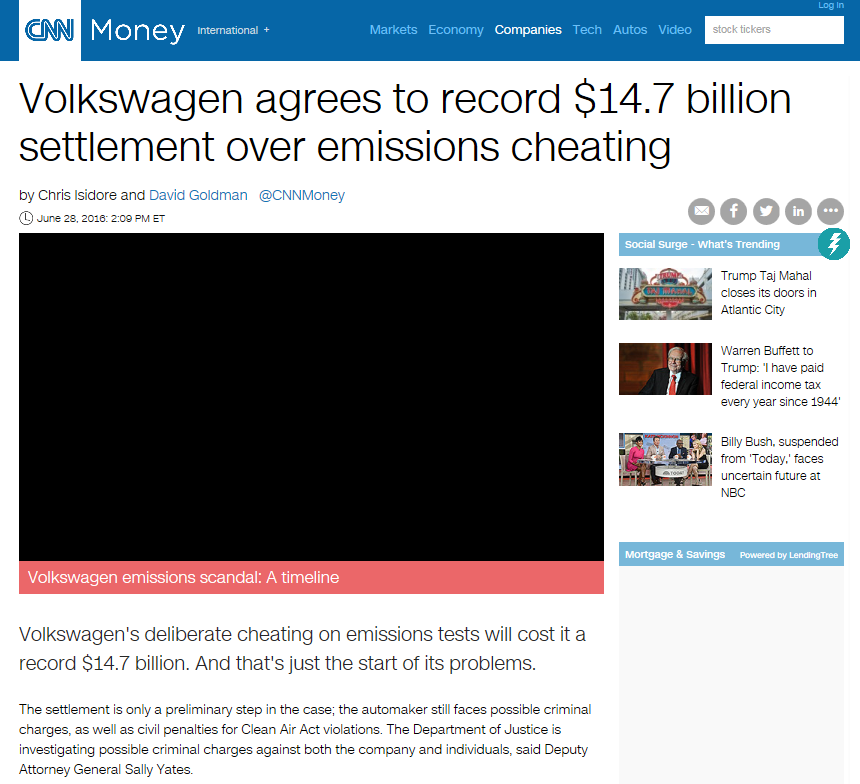 Log In
CNN Money International + Markets Economy Companies Tech Autos Video stock tickers
Volkswagen agrees to record $14.7 billion
settlement over emissions cheating
by Chris Isidore and David Goldman @CNNMoney
June 28, 2016: 2:09 PM ET
Volkswagen emissions scandal: A timeline
Volkswagen's deliberate cheating on emissions tests will cost it a
record $14.7 billion. And that's just the start of its problems.
The settlement is only a preliminary step in the case; the automaker still faces possible criminal
charges, as well as civil penalties for Clean Air Act violations. The Department of Justice is
investigating possible criminal charges against both the company and individuals, said Deputy
Attorney General Sally Yates.
Social Surge - What's Trending
TRUMP
Taj Mahal
Trump Taj Mahal
closes its doors in
Atlantic City
Warren Buffett to
Trump: 'I have paid
federal income tax
every year since 1944'
TODAY
Billy Bush, suspended
from 'Today,' faces
uncertain future at
NBC
Mortgage & Savings Powered by LendingTree